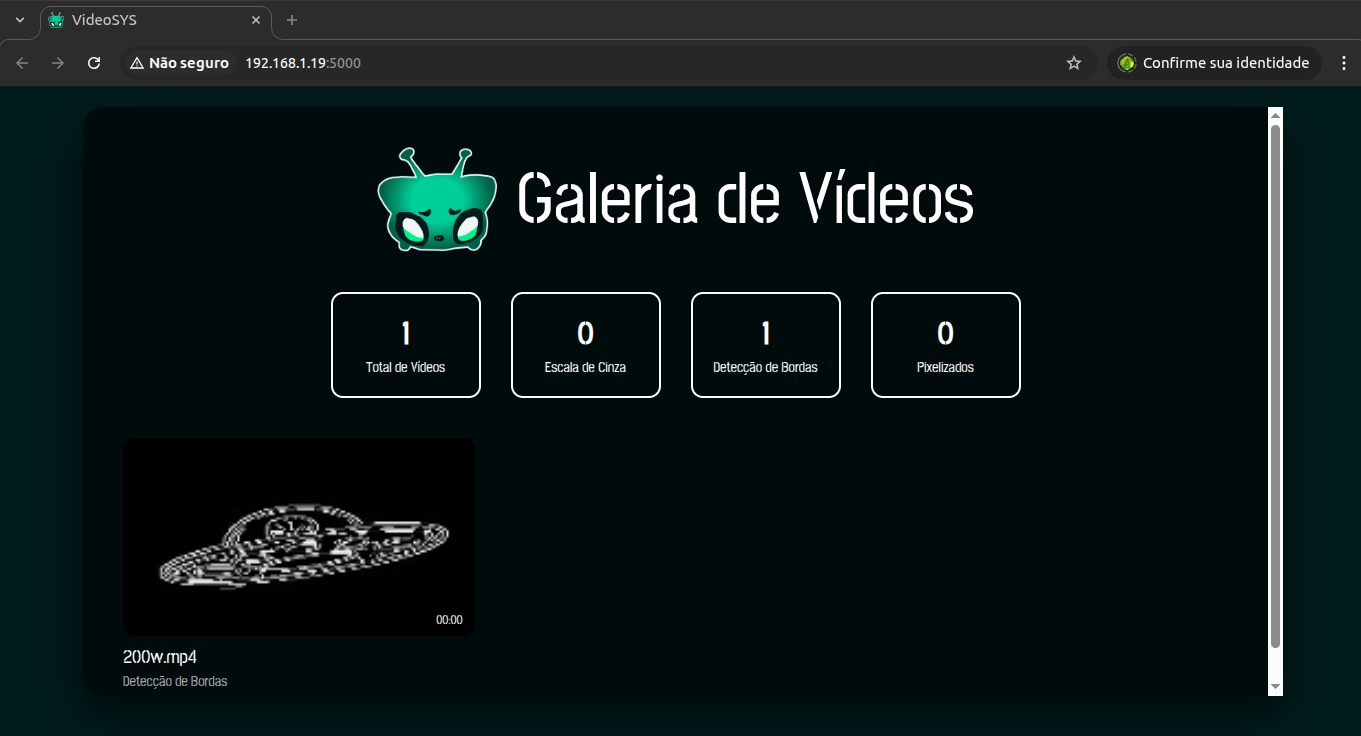 VideoSYS
Não seguro 192.168.1.19:5000 Confirme sua identidade
Galeria de Vídeos
1 0 1 0
Total de Vídeos Escala de Cinza Detecção de Bordas Pixelizados
00:00
200w.mp4
Detecção de Bordas